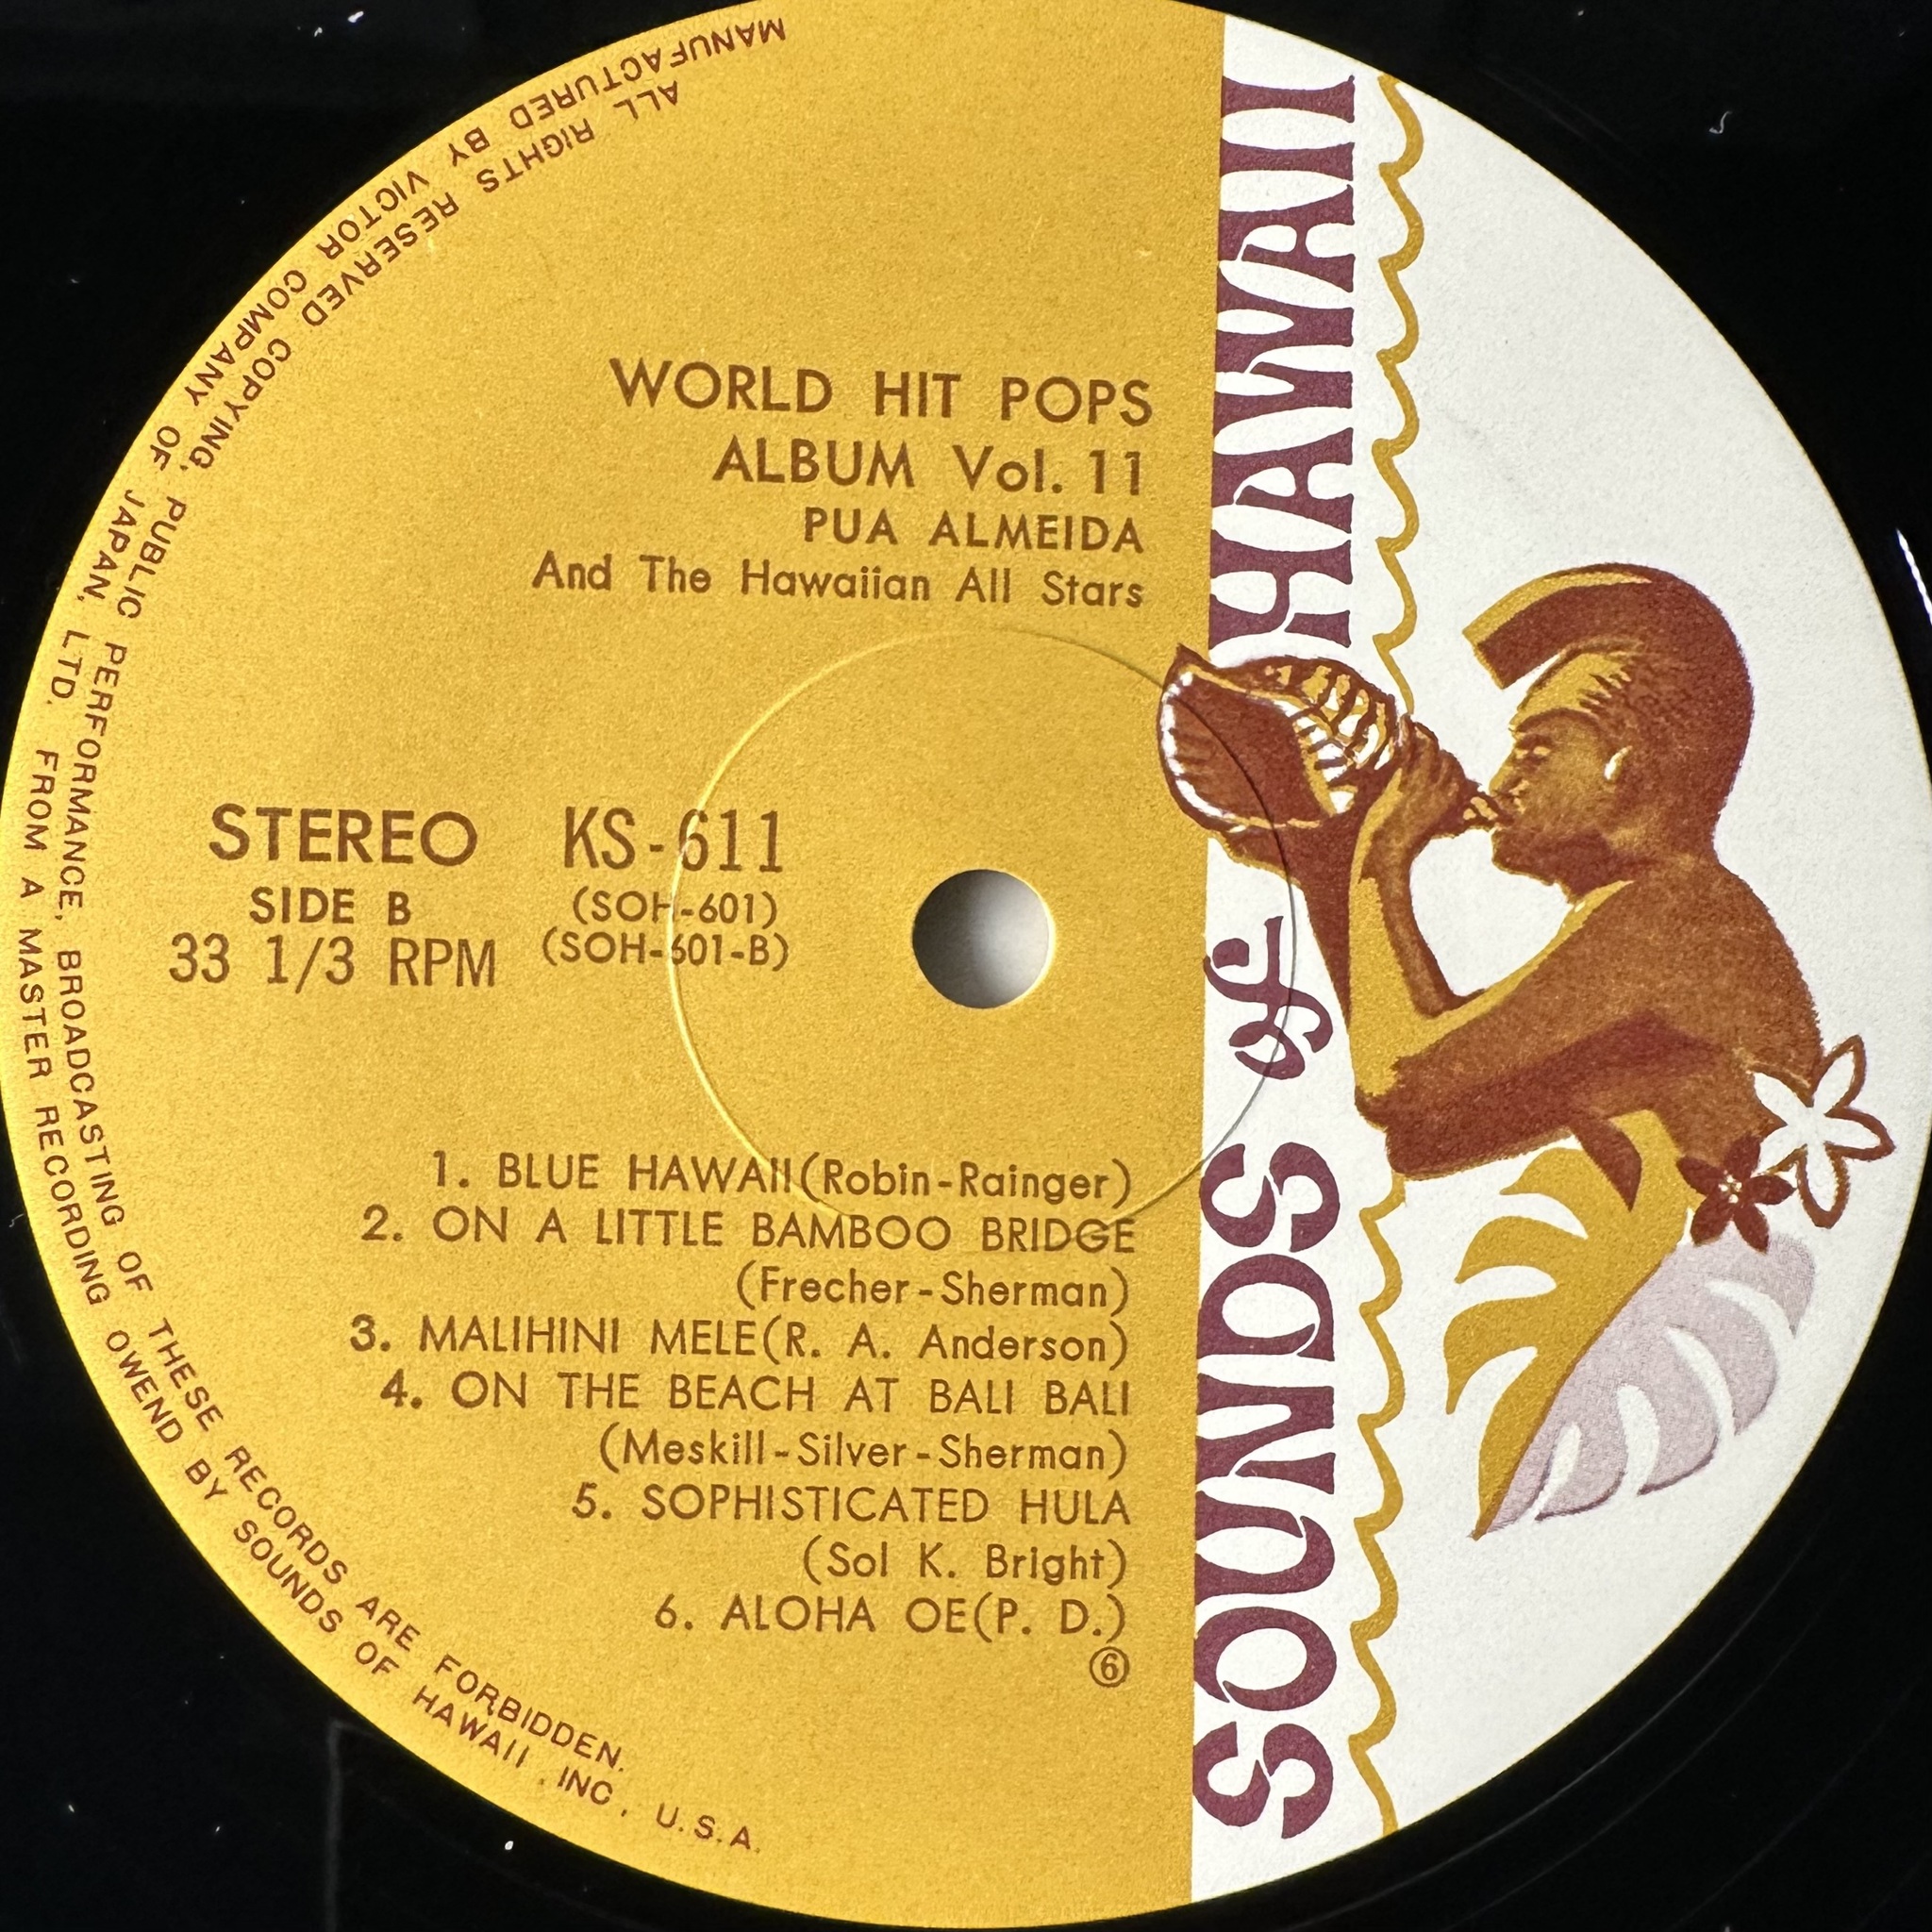 WORLD HIT POPS
ALBUM Vol. 11
PUA ALMEIDA
And The Hawaiian All Stars
STEREO KS-611
SIDE B (SOH-601)
33 1/3 RPM (SOH-601-B)
1. BLUE HAWAII(Robin-Rainger)
2. ON A LITTLE BAMBOO BRIDGE
(Frecher-Sherman)
3. MALIHINI MELE(R. A. Anderson)
4. ON THE BEACH AT BALI BALI
(Meskill-Silver-Sherman)
5. SOPHISTICATED HULA
(Sol K. Bright)
6. ALOHA OE(P. D.)
⑥
SOUNDS of HAWAII
ALL RIGHTS RESERVED COPYING, PUBLIC PERFORMANCE, BROADCASTING OF THESE RECORDS ARE FORBIDDEN.
MANUFACTURED BY VICTOR COMPANY OF JAPAN, LTD. FROM A MASTER RECORDING OWEND BY SOUNDS OF HAWAII, INC, U.S.A.